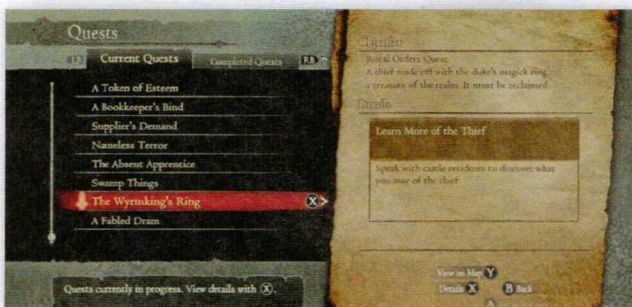 Quests
LB Current Quests Completed Quests RB
A Token of Esteem
A Bookkeeper's Bind
Supplier's Demand
Nameless Terror
The Absent Apprentice
Swamp Things
The Wyrmking's Ring X
A Fabled Dram
Quests currently in progress. View details with X.
Royal Orders Quest
A thief made off with the duke's magick ring,
a treasure of the realm. It must be reclaimed.
Details
Learn More of the Thief
Speak with castle residents to discover what
you may of the thief.
View on Map Y
Details X B Back
A